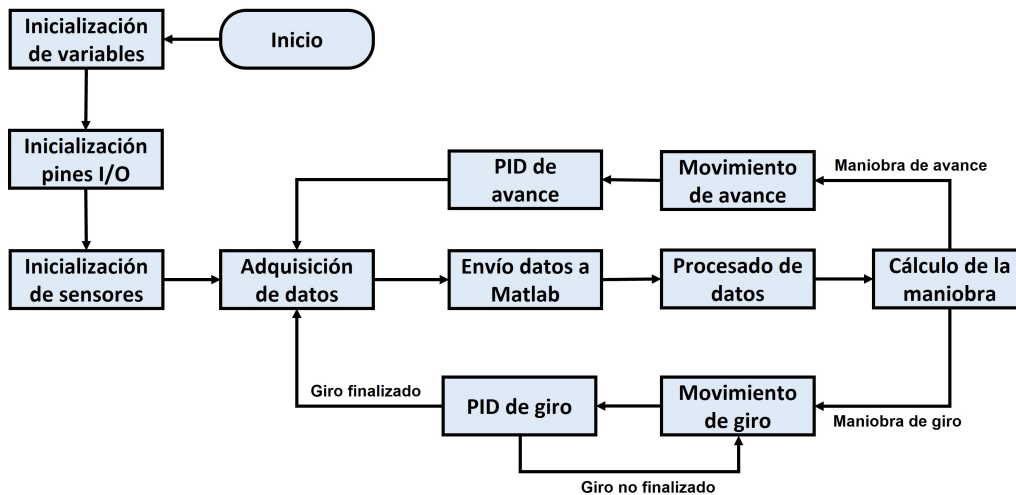 Inicialización
de variables
Inicio
Inicialización
pines I/O
PID de
avance
Movimiento
de avance
Maniobra de avance
Inicialización
de sensores
Adquisición
de datos
Envío datos a
Matlab
Procesado de
datos
Cálculo de la
maniobra
Giro finalizado
PID de giro
Movimiento
de giro
Maniobra de giro
Giro no finalizado